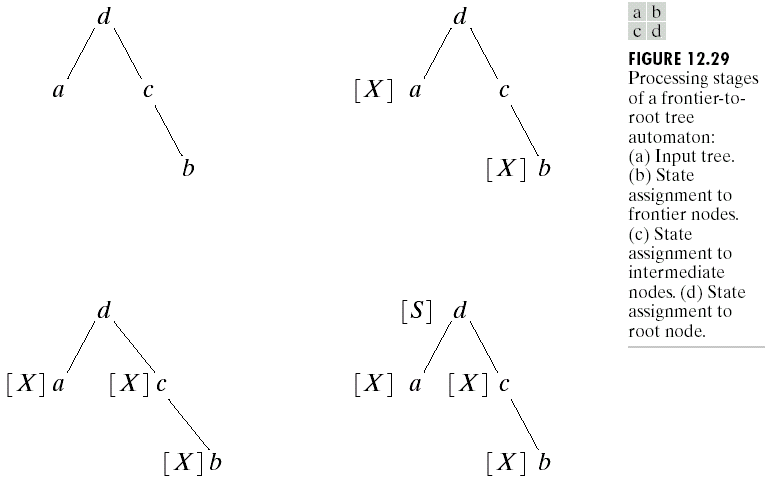 d
a c
b
d
[X] a c
[X] b
d
[X] a [X] c
[X] b
[S] d
[X] a [X] c
[X] b
a b
c d
FIGURE 12.29
Processing stages
of a frontier-to-
root tree
automaton:
(a) Input tree.
(b) State
assignment to
frontier nodes.
(c) State
assignment to
intermediate
nodes. (d) State
assignment to
root node.